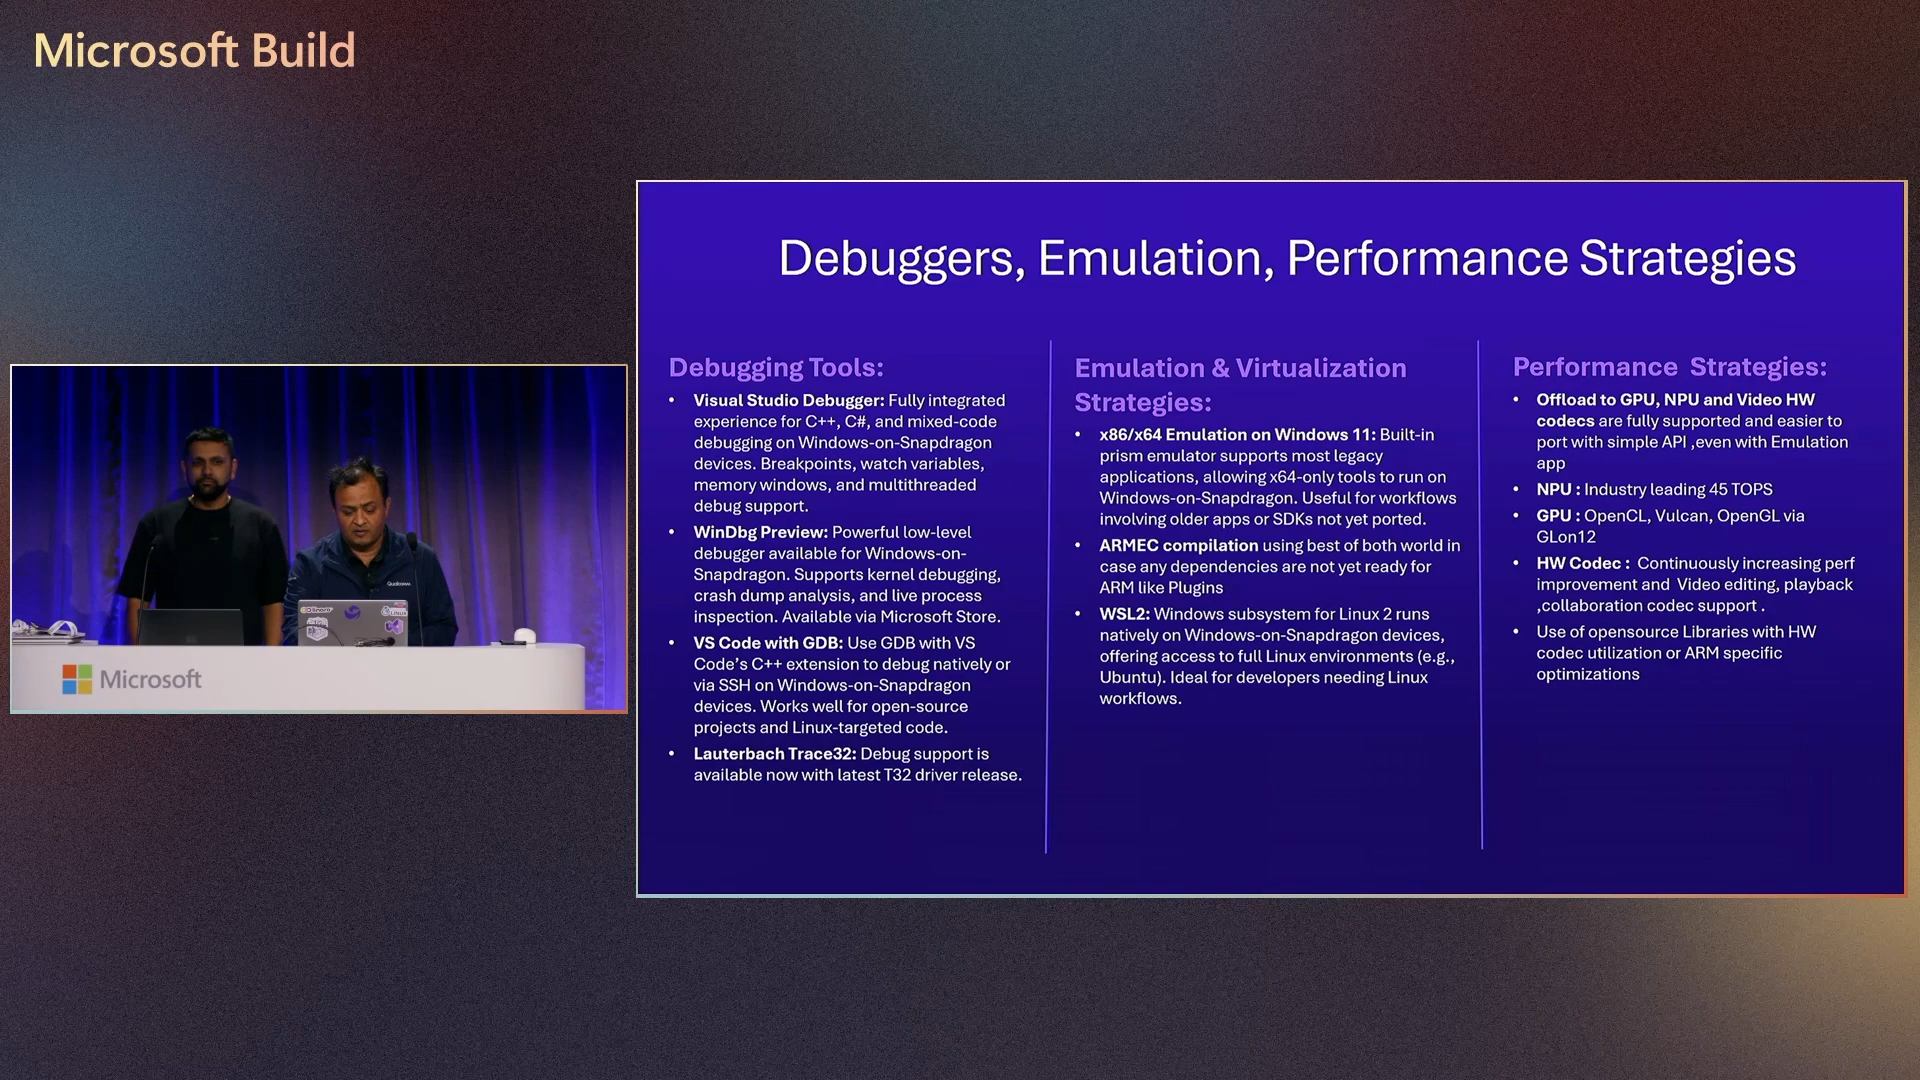 Microsoft Build
Debuggers, Emulation, Performance Strategies
Debugging Tools:
• Visual Studio Debugger: Fully integrated
experience for C++, C#, and mixed-code
debugging on Windows-on-Snapdragon
devices. Breakpoints, watch variables,
memory windows, and multithreaded
debug support.
• WinDbg Preview: Powerful low-level
debugger available for Windows-on-
Snapdragon. Supports kernel debugging,
crash dump analysis, and live process
inspection. Available via Microsoft Store.
• VS Code with GDB: Use GDB with VS
Code's C++ extension to debug natively or
via SSH on Windows-on-Snapdragon
devices. Works well for open-source
projects and Linux-targeted code.
• Lauterbach Trace32: Debug support is
available now with latest T32 driver release.
Emulation & Virtualization
Strategies:
• x86/x64 Emulation on Windows 11: Built-in
prism emulator supports most legacy
applications, allowing x64-only tools to run on
Windows-on-Snapdragon. Useful for workflows
involving older apps or SDKs not yet ported.
• ARMEC compilation using best of both world in
case any dependencies are not yet ready for
ARM like Plugins
• WSL2: Windows subsystem for Linux 2 runs
natively on Windows-on-Snapdragon devices,
offering access to full Linux environments (e.g.,
Ubuntu). Ideal for developers needing Linux
workflows.
Performance Strategies:
• Offload to GPU, NPU and Video HW
codecs are fully supported and easier to
port with simple API ,even with Emulation
app
• NPU : Industry leading 45 TOPS
• GPU : OpenCL, Vulcan, OpenGL via
GLon12
• HW Codec : Continuously increasing perf
improvement and Video editing, playback
,collaboration codec support .
• Use of opensource Libraries with HW
codec utilization or ARM specific
optimizations
Qualcomm
Microsoft